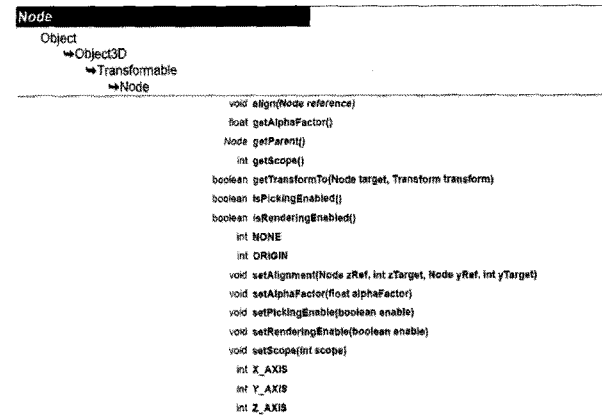 Node
Object
↪Object3D
↪Transformable
↪Node
void align(Node reference)
float getAlphaFactor()
Node getParent()
int getScope()
boolean getTransformTo(Node target, Transform transform)
boolean isPickingEnabled()
boolean isRenderingEnabled()
int NONE
int ORIGIN
void setAlignment(Node zRef, int zTarget, Node yRef, int yTarget)
void setAlphaFactor(float alphaFactor)
void setPickingEnable(boolean enable)
void setRenderingEnable(boolean enable)
void setScope(int scope)
int X_AXIS
int Y_AXIS
int Z_AXIS